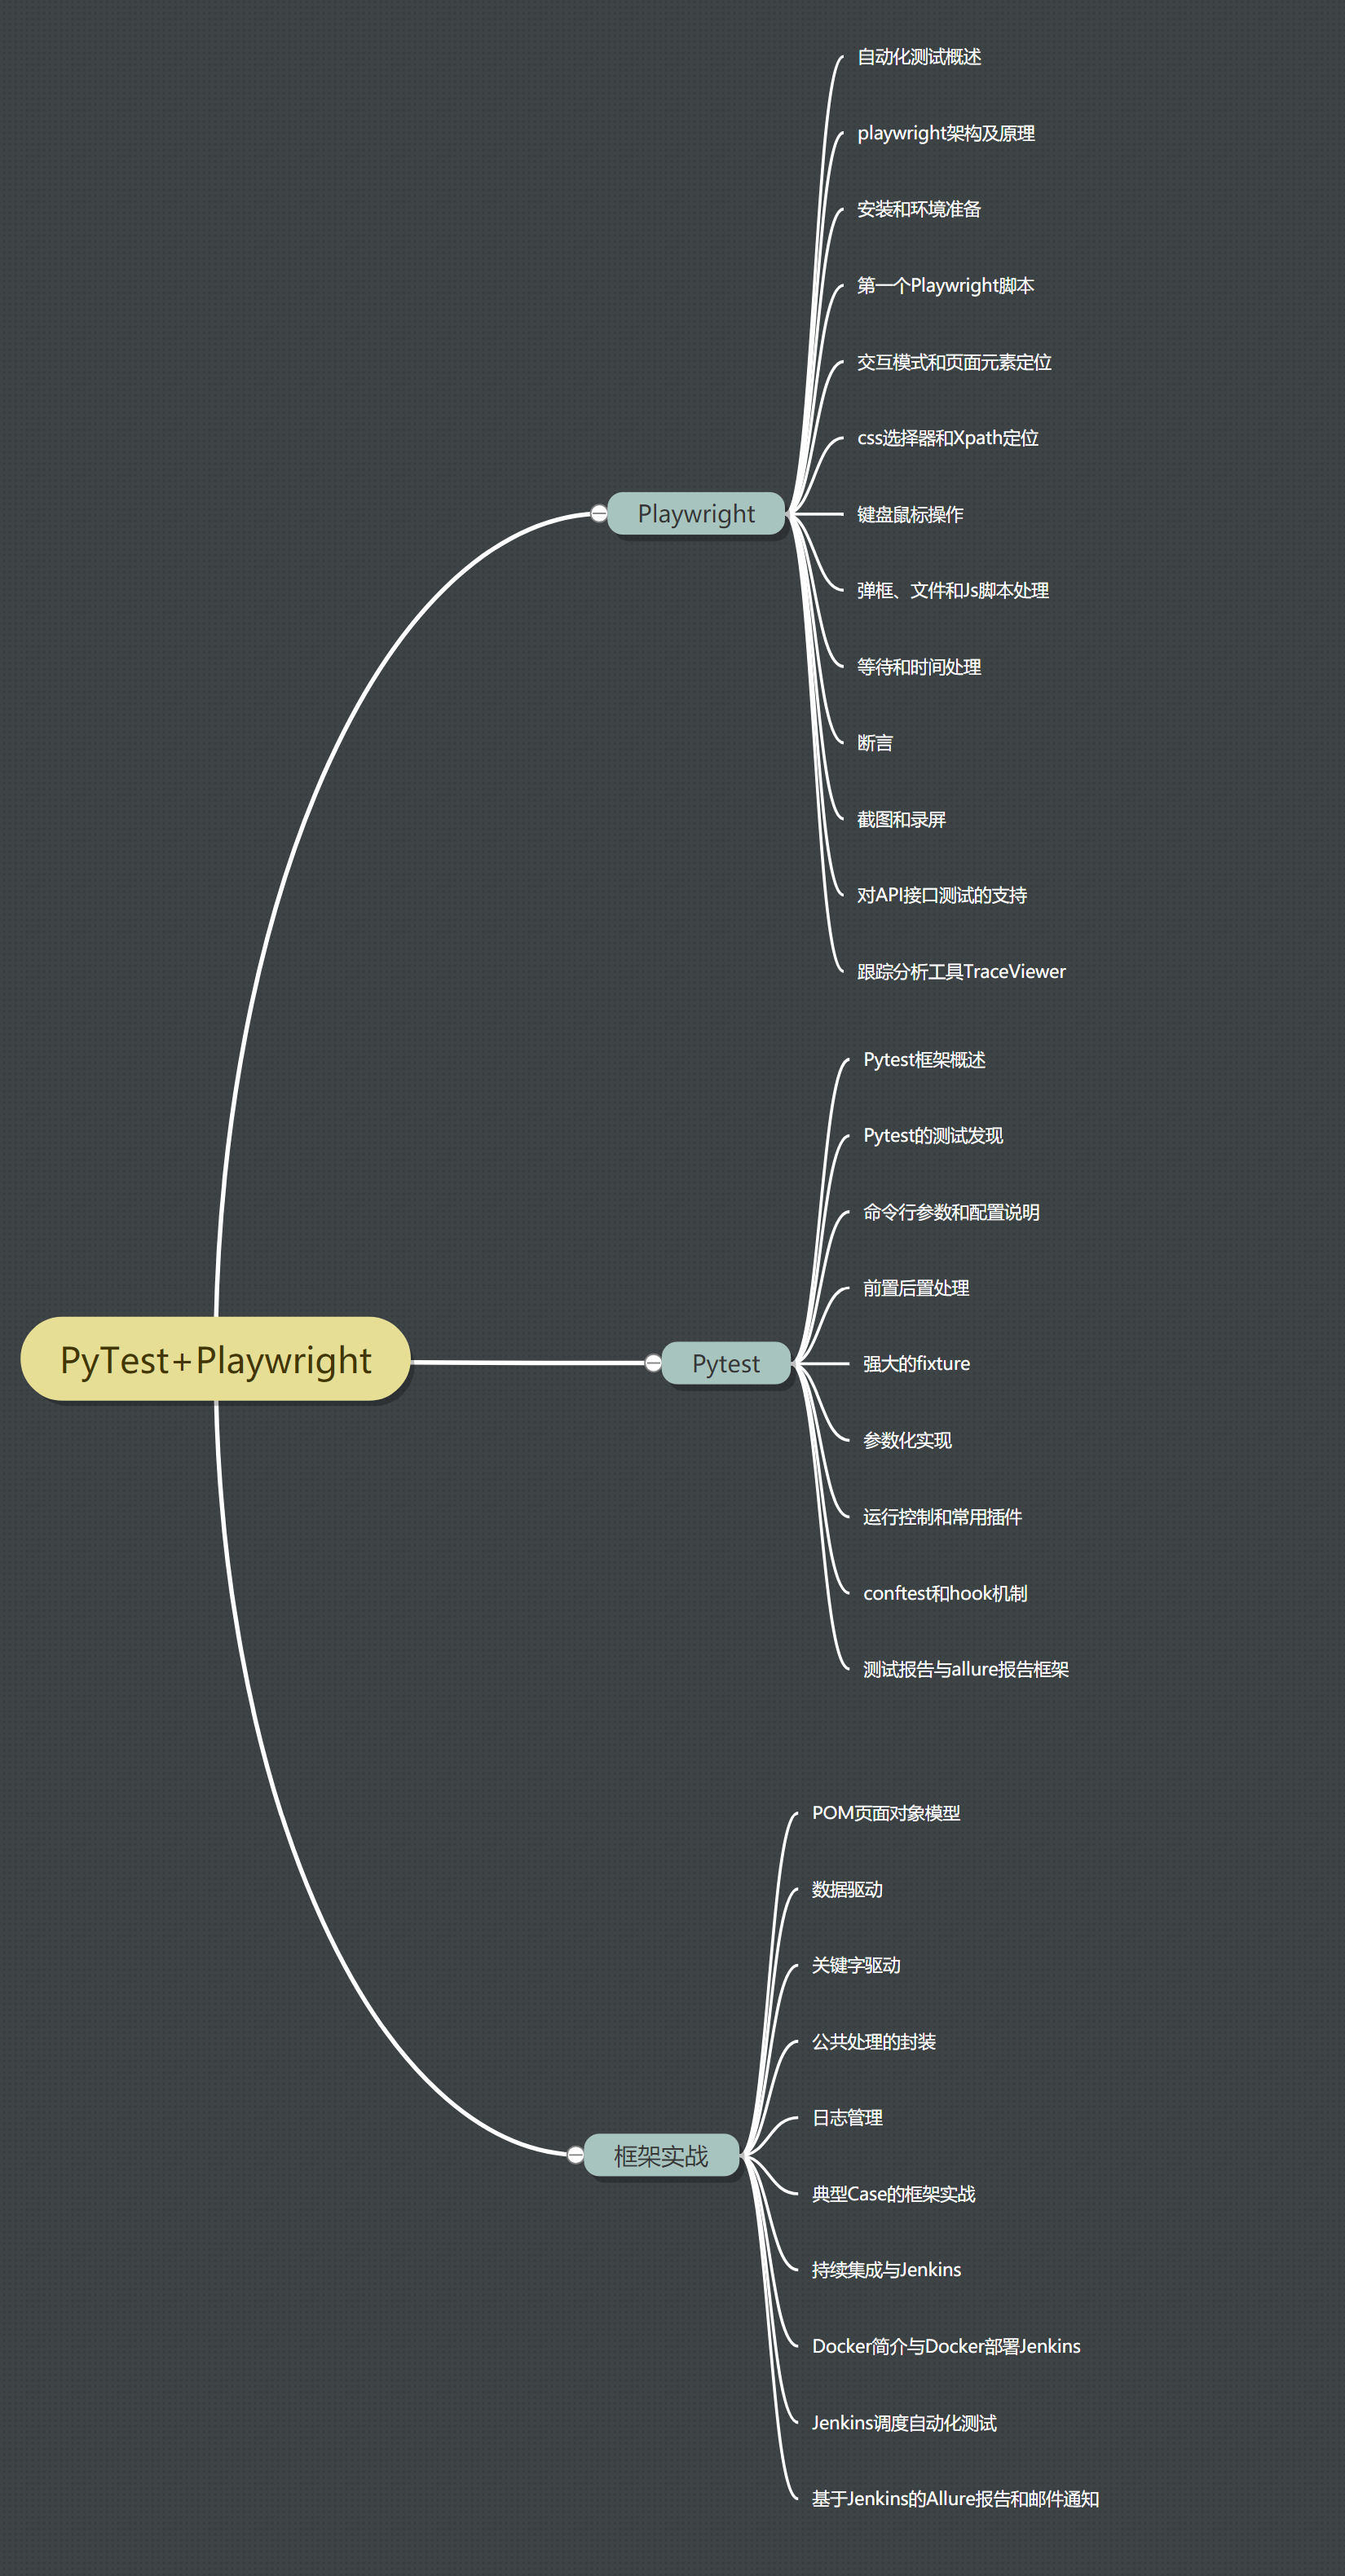 自动化测试概述
playwright架构及原理
安装和环境准备
第一个Playwright脚本
交互模式和页面元素定位
css选择器和Xpath定位
Playwright
键盘鼠标操作
弹框、文件和Js脚本处理
等待和时间处理
断言
截图和录屏
对API接口测试的支持
跟踪分析工具TraceViewer
Pytest框架概述
Pytest的测试发现
命令行参数和配置说明
前置后置处理
PyTest+Playwright
Pytest
强大的fixture
参数化实现
运行控制和常用插件
conftest和hook机制
测试报告与allure报告框架
POM页面对象模型
数据驱动
关键字驱动
公共处理的封装
日志管理
框架实战
典型Case的框架实战
持续集成与Jenkins
Docker简介与Docker部署Jenkins
Jenkins调度自动化测试
基于Jenkins的Allure报告和邮件通知